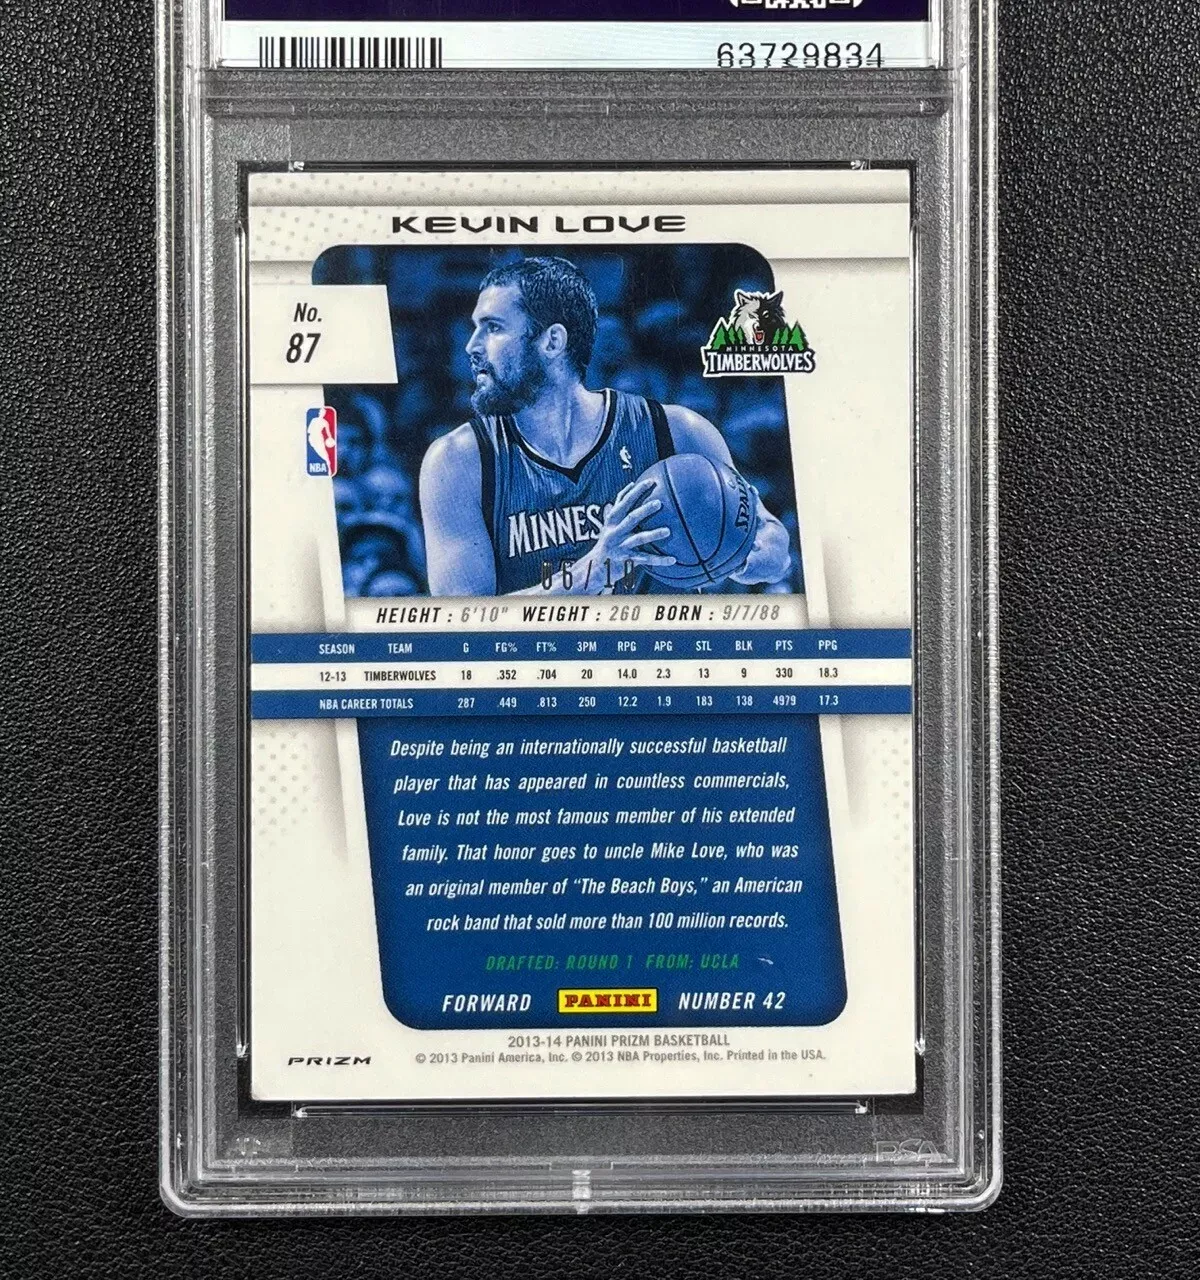 63729834
KEVIN LOVE
No.
87
MINNESOTA
TIMBERWOLVES
NBA
SPALD
MINNES
06/10
HEIGHT : 6'10" WEIGHT : 260 BORN : 9/7/88
SEASON TEAM G FG% FT% 3PM RPG APG STL BLK PTS PPG
12-13 TIMBERWOLVES 18 .352 .704 20 14.0 2.3 13 9 330 18.3
NBA CAREER TOTALS 287 .449 .813 250 12.2 1.9 183 138 4979 17.3
Despite being an internationally successful basketball
player that has appeared in countless commercials,
Love is not the most famous member of his extended
family. That honor goes to uncle Mike Love, who was
an original member of “The Beach Boys,” an American
rock band that sold more than 100 million records.
DRAFTED: ROUND 1 FROM: UCLA
FORWARD PANINI NUMBER 42
2013-14 PANINI PRIZM BASKETBALL
PRIZM © 2013 Panini America, Inc. © 2013 NBA Properties, Inc. Printed in the USA.
PSA